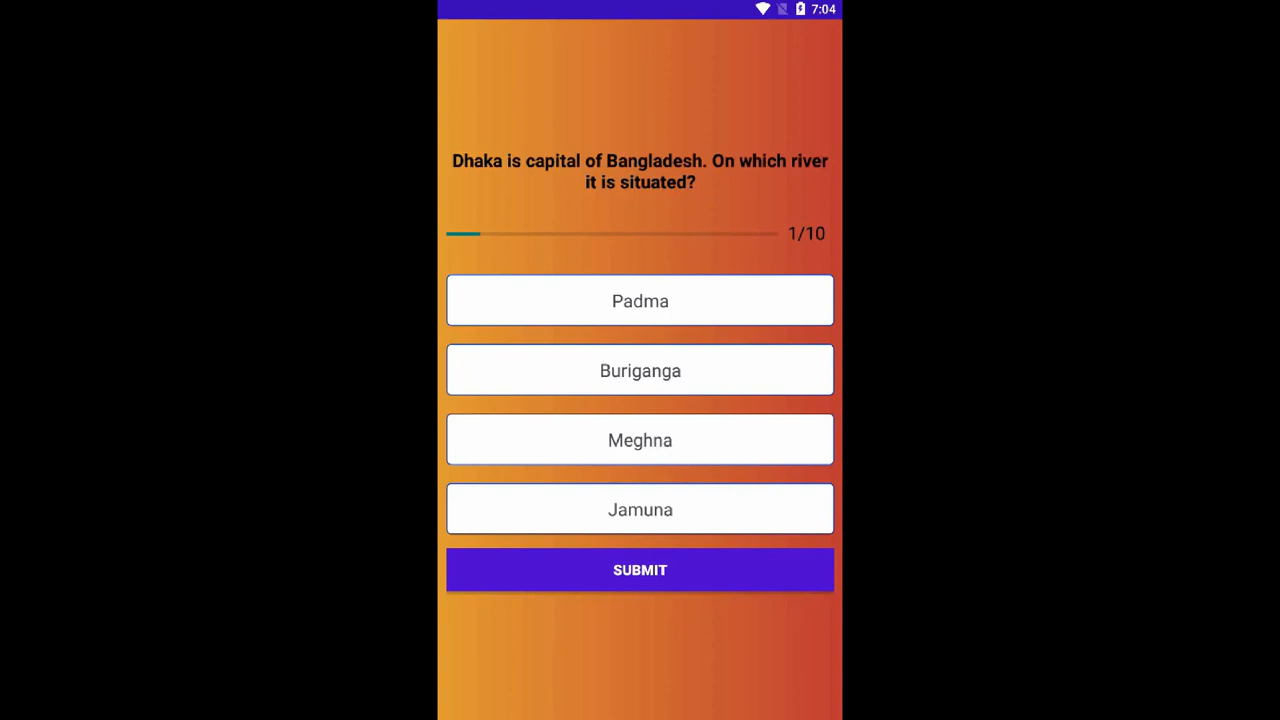 7:04
Dhaka is capital of Bangladesh. On which river
it is situated?
1/10
Padma
Buriganga
Meghna
Jamuna
SUBMIT